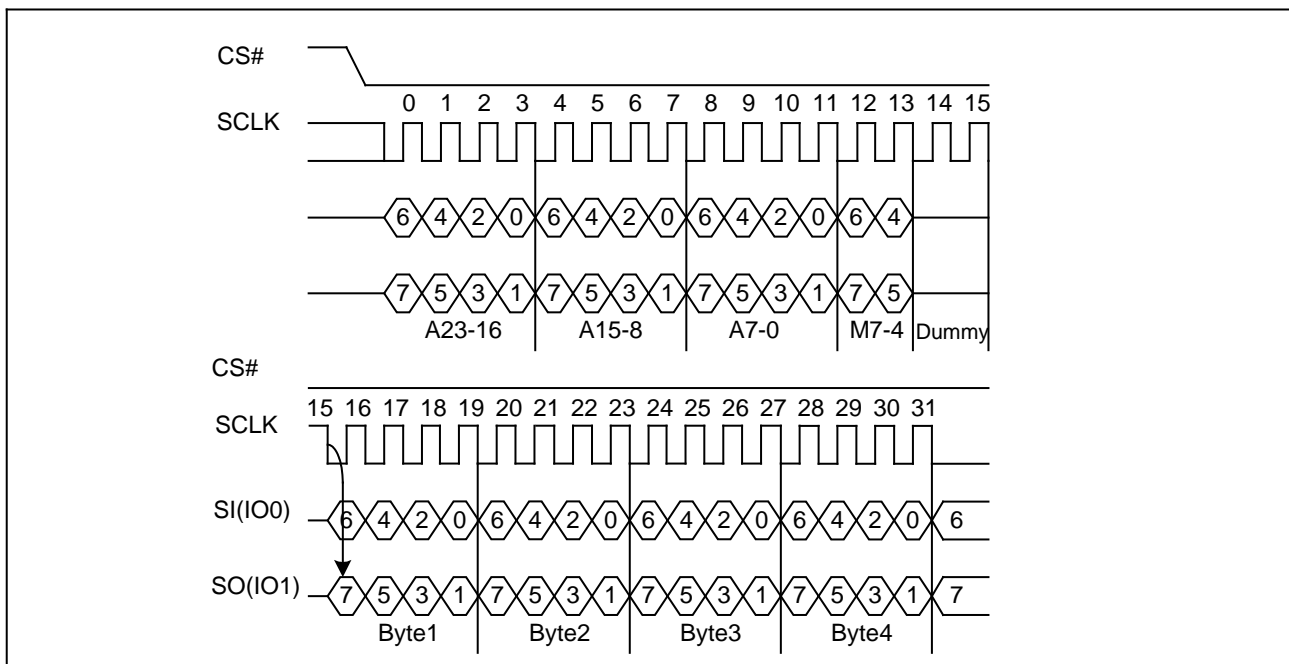 CS#
0 1 2 3 4 5 6 7 8 9 10 11 12 13 14 15
SCLK
6 4 2 0 6 4 2 0 6 4 2 0 6 4
7 5 3 1 7 5 3 1 7 5 3 1 7 5
A23-16 A15-8 A7-0 M7-4 Dummy
CS#
15 16 17 18 19 20 21 22 23 24 25 26 27 28 29 30 31
SCLK
SI(IO0) 6 4 2 0 6 4 2 0 6 4 2 0 6 4 2 0 6
SO(IO1) 7 5 3 1 7 5 3 1 7 5 3 1 7 5 3 1 7
Byte1 Byte2 Byte3 Byte4